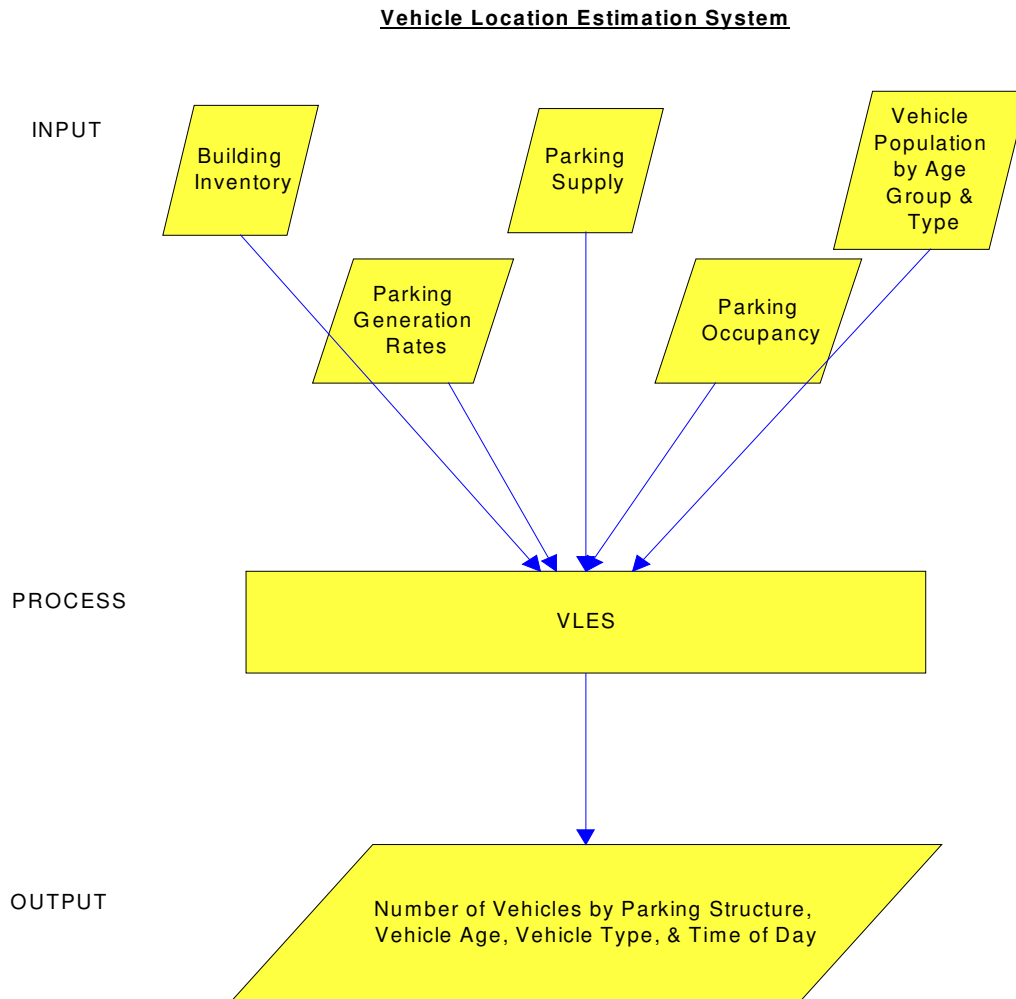 Vehicle Location Estimation System
INPUT
Building
Inventory
Parking
Supply
Vehicle
Population
by Age
Group &
Type
Parking
Generation
Rates
Parking
Occupancy
PROCESS
VLES
OUTPUT
Number of Vehicles by Parking Structure,
Vehicle Age, Vehicle Type, & Time of Day